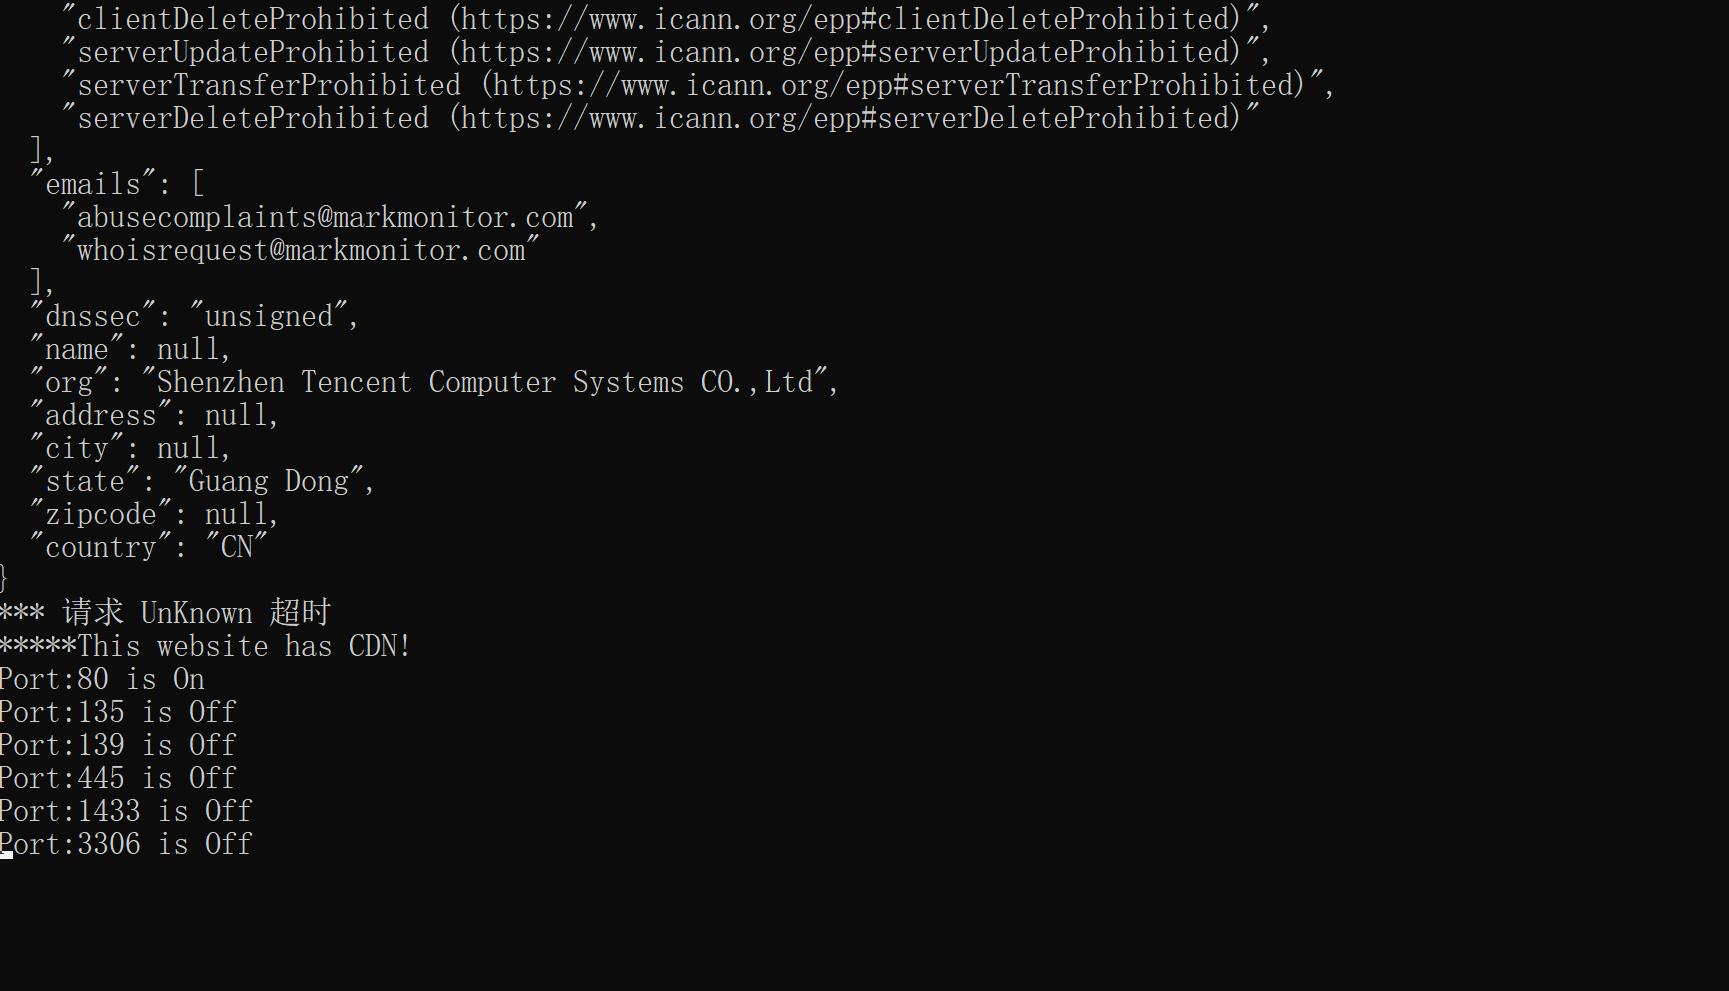 "clientDeleteProhibited (https://www.icann.org/epp#clientDeleteProhibited)",
"serverUpdateProhibited (https://www.icann.org/epp#serverUpdateProhibited)",
"serverTransferProhibited (https://www.icann.org/epp#serverTransferProhibited)",
"serverDeleteProhibited (https://www.icann.org/epp#serverDeleteProhibited)"
],
"emails": [
"abusecomplaints@markmonitor.com",
"whoisrequest@markmonitor.com"
],
"dnssec": "unsigned",
"name": null,
"org": "Shenzhen Tencent Computer Systems CO.,Ltd",
"address": null,
"city": null,
"state": "Guang Dong",
"zipcode": null,
"country": "CN"
}
*** 请求 UnKnown 超时
*****This website has CDN!
Port:80 is On
Port:135 is Off
Port:139 is Off
Port:445 is Off
Port:1433 is Off
Port:3306 is Off